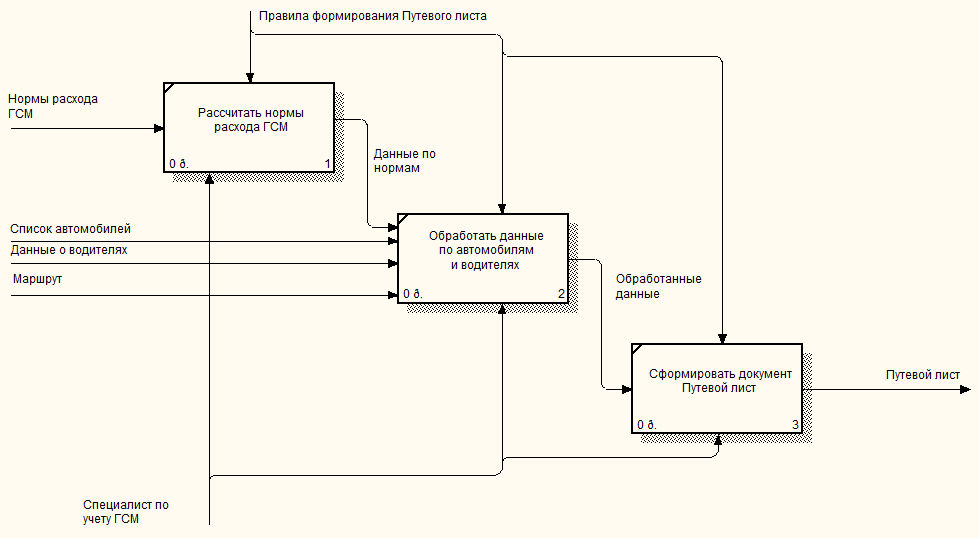 Правила формирования Путевого листа
Нормы расхода
ГСМ
Рассчитать нормы
расхода ГСМ
0 ð.
1
Данные по
нормам
Список автомобилей
Данные о водителях
Маршрут
Обработать данные
по автомобилям
и водителях
0 ð.
2
Обработанные
данные
Сформировать документ
Путевой лист
0 ð.
3
Путевой лист
Специалист по
учету ГСМ